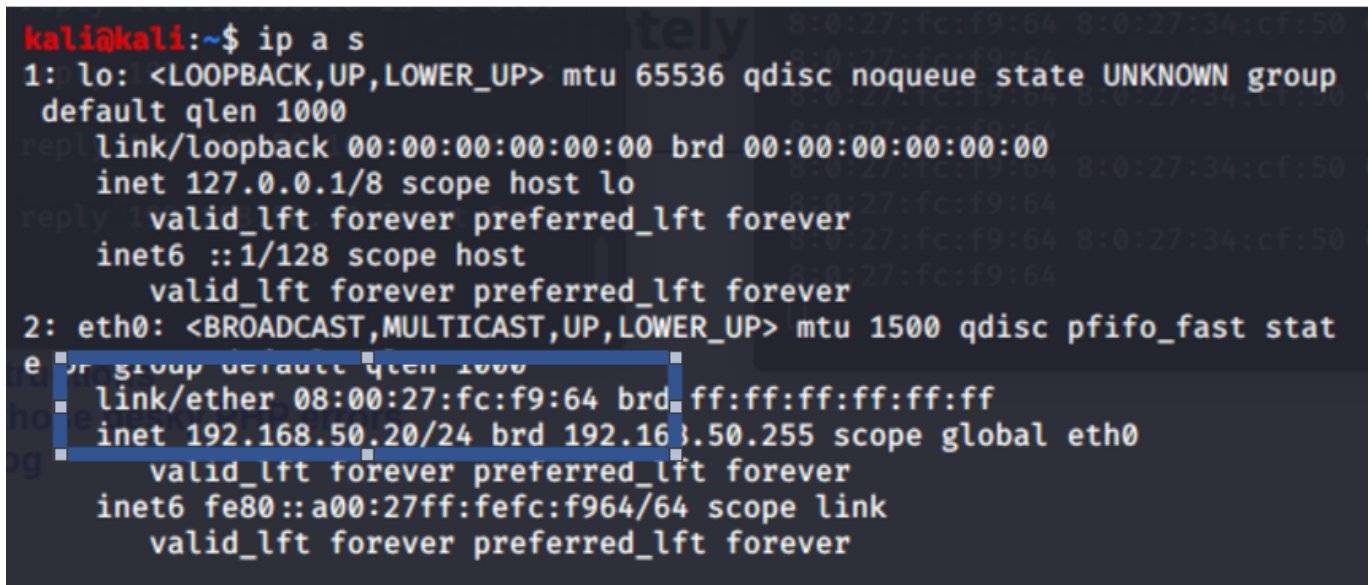 kali@kali:~$ ip a s
1: lo: <LOOPBACK,UP,LOWER_UP> mtu 65536 qdisc noqueue state UNKNOWN group
default qlen 1000
link/loopback 00:00:00:00:00:00 brd 00:00:00:00:00:00
inet 127.0.0.1/8 scope host lo
valid_lft forever preferred_lft forever
inet6 ::1/128 scope host
valid_lft forever preferred_lft forever
2: eth0: <BROADCAST,MULTICAST,UP,LOWER_UP> mtu 1500 qdisc pfifo_fast stat
e UP group default qlen 1000
link/ether 08:00:27:fc:f9:64 brd ff:ff:ff:ff:ff:ff
inet 192.168.50.20/24 brd 192.168.50.255 scope global eth0
valid_lft forever preferred_lft forever
inet6 fe80::a00:27ff:fefc:f964/64 scope link
valid_lft forever preferred_lft forever